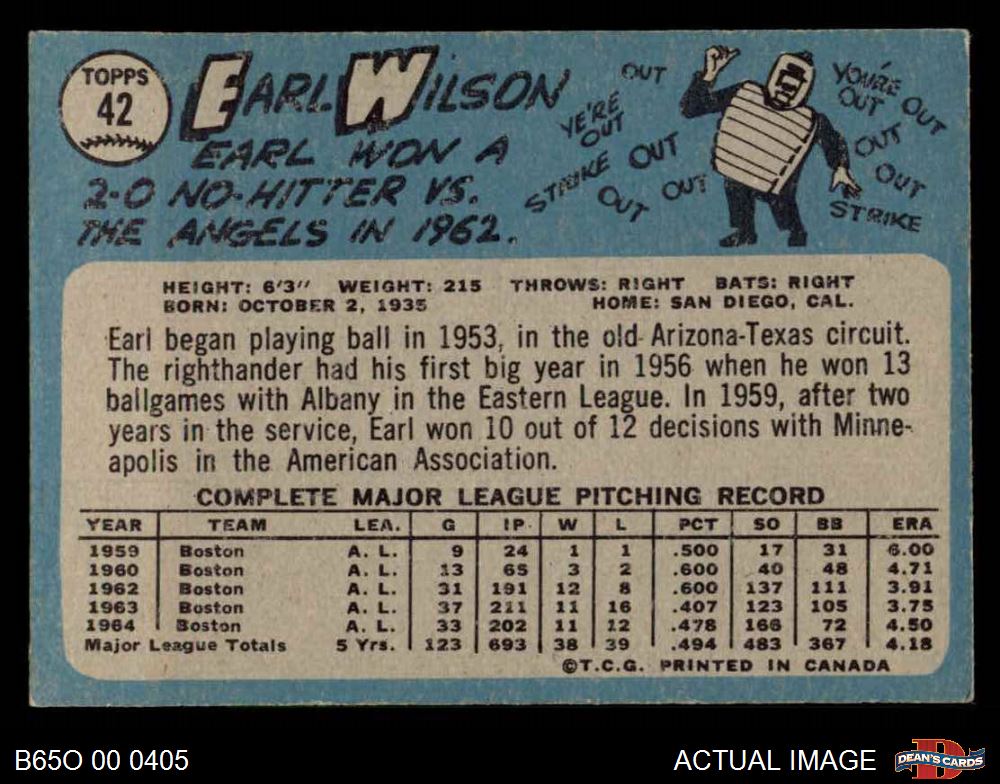 TOPPS
42
EARL WILSON
EARL WON A
2-0 NO-HITTER VS.
THE ANGELS IN 1962.
OUT
YE'RE
OUT
STRIKE OUT
OUT OUT
YOU'RE
OUT OUT
OUT
OUT
STRIKE
HEIGHT: 6'3" WEIGHT: 215 THROWS: RIGHT BATS: RIGHT
BORN: OCTOBER 2, 1935 HOME: SAN DIEGO, CAL.
Earl began playing ball in 1953, in the old Arizona-Texas circuit.
The righthander had his first big year in 1956 when he won 13
ballgames with Albany in the Eastern League. In 1959, after two
years in the service, Earl won 10 out of 12 decisions with Minne-
apolis in the American Association.
COMPLETE MAJOR LEAGUE PITCHING RECORD
YEAR TEAM LEA. G IP W L PCT SO BB ERA
1959 Boston A. L. 9 24 1 1 .500 17 31 6.00
1960 Boston A. L. 13 65 3 2 .600 40 48 4.71
1962 Boston A. L. 31 191 12 8 .600 137 111 3.91
1963 Boston A. L. 37 211 11 16 .407 123 105 3.75
1964 Boston A. L. 33 202 11 12 .478 166 72 4.50
Major League Totals 5 Yrs. 123 693 38 39 .494 483 367 4.18
©T.C.G. PRINTED IN CANADA
B65O 00 0405
ACTUAL IMAGE
D
DEAN'S CARDS